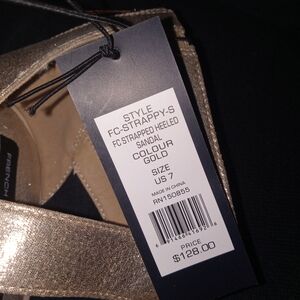 STYLE
FC-STRAPPY-S
FC STRAPPED HEELED
SANDAL
COLOUR
GOLD
SIZE
US 7
MADE IN CHINA
RN150855
PRICE
$128.00
FRENCH